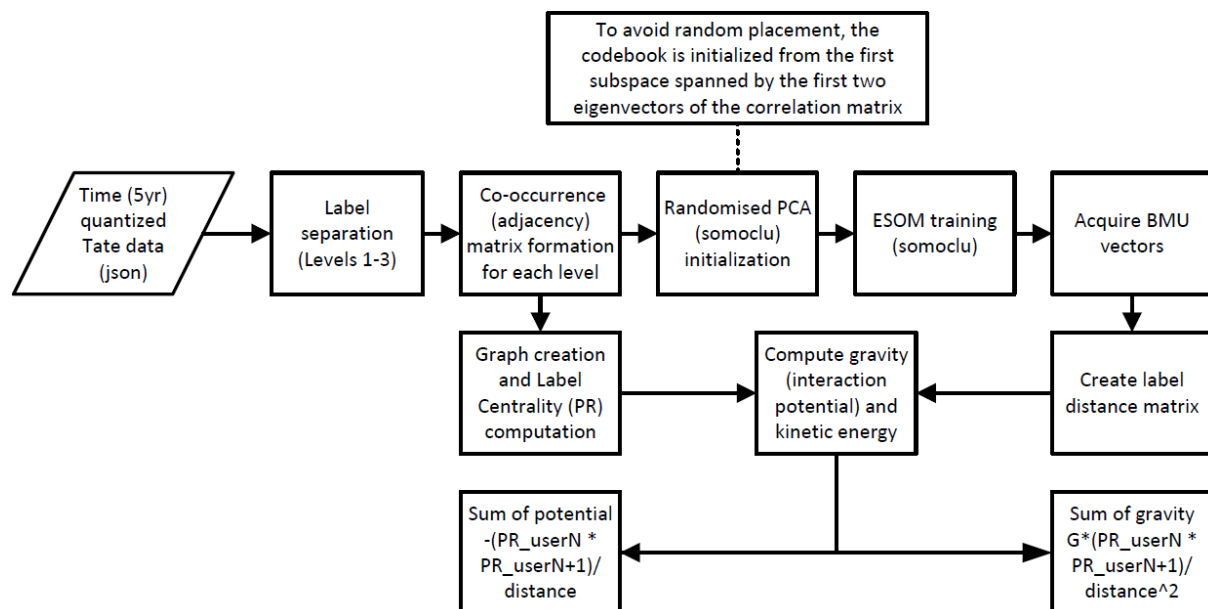 To avoid random placement, the
codebook is initialized from the first
subspace spanned by the first two
eigenvectors of the correlation matrix
Time (5yr)
quantized
Tate data
(json)
Label
separation
(Levels 1-3)
Co-occurrence
(adjacency)
matrix formation
for each level
Randomised PCA
(somoclu)
initialization
ESOM training
(somoclu)
Acquire BMU
vectors
Graph creation
and Label
Centrality (PR)
computation
Compute gravity
(interaction
potential) and
kinetic energy
Create label
distance matrix
Sum of potential
-(PR_userN *
PR_userN+1)/
distance
Sum of gravity
G*(PR_userN *
PR_userN+1)/
distance^2